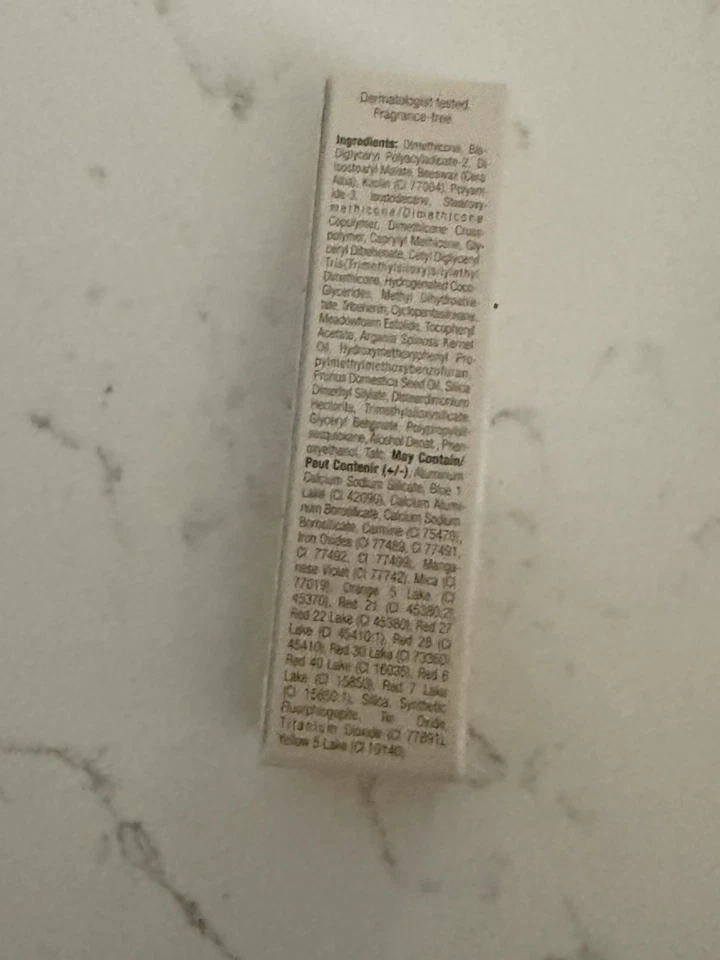 Dermatologist tested.
Fragrance-free.
Ingredients: Dimethicone, Bis-
Diglyceryl Polyacyladipate-2, Di-
isostearyl Malate, Beeswax (Cera
Alba), Kaolin (CI 77004), Polyam-
ide-3, Isododecane, Stearoxy-
methicone/Dimethicone
Copolymer, Dimethicone Cross-
polymer, Caprylyl Methicone, Gly-
ceryl Dibehenate, Cetyl Diglyceryl
Tris(Trimethylsiloxy)silylethyl
Dimethicone, Hydrogenated Coco-
Glycerides, Methyl Dihydroabie-
tate, Tribehenin, Cyclopentasiloxane,
Meadowfoam Estolide, Tocopheryl
Acetate, Argania Spinosa Kernel
Oil, Hydroxymethoxyphenyl Pro-
pylmethylmethoxybenzofuran,
Prunus Domestica Seed Oil, Silica
Dimethyl Silylate, Disteardimonium
Hectorite, Trimethylsiloxysilicate,
Glyceryl Behenate, Polypropylsil-
sesquioxane, Alcohol Denat., Phen-
oxyethanol, Talc. May Contain/
Peut Contenir (+/-): Aluminum
Calcium Sodium Silicate, Blue 1
Lake (CI 42090), Calcium Alumi-
num Borosilicate, Calcium Sodium
Borosilicate, Carmine (CI 75470),
Iron Oxides (CI 77489, CI 77491,
CI 77492, CI 77499), Manga-
nese Violet (CI 77742), Mica (CI
77019), Orange 5 Lake (CI
45370), Red 21 (CI 45380:2),
Red 22 Lake (CI 45380), Red 27
Lake (CI 45410:1), Red 28 (CI
45410), Red 30 Lake (CI 73360),
Red 40 Lake (CI 16035), Red 6
Lake (CI 15850), Red 7 Lake
(CI 15850:1), Silica, Synthetic
Fluorphlogopite, Tin Oxide,
Titanium Dioxide (CI 77891),
Yellow 5 Lake (CI 19140).